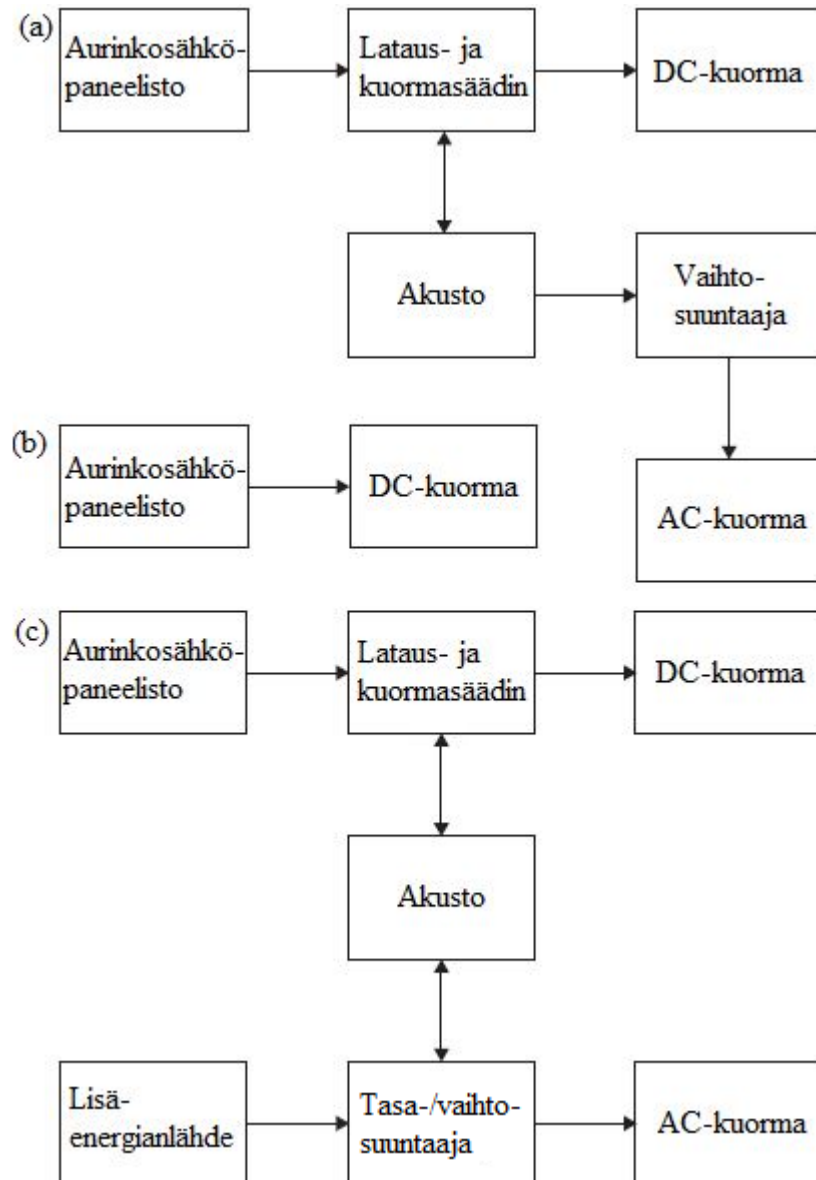 (a)
Aurinkosähkö-
paneelisto
Lataus- ja
kuormasäädin
DC-kuorma
Akusto
Vaihto-
suuntaaja
AC-kuorma
(b)
Aurinkosähkö-
paneelisto
DC-kuorma
(c)
Aurinkosähkö-
paneelisto
Lataus- ja
kuormasäädin
DC-kuorma
Akusto
Lisä-
energianlähde
Tasa-/vaihto-
suuntaaja
AC-kuorma